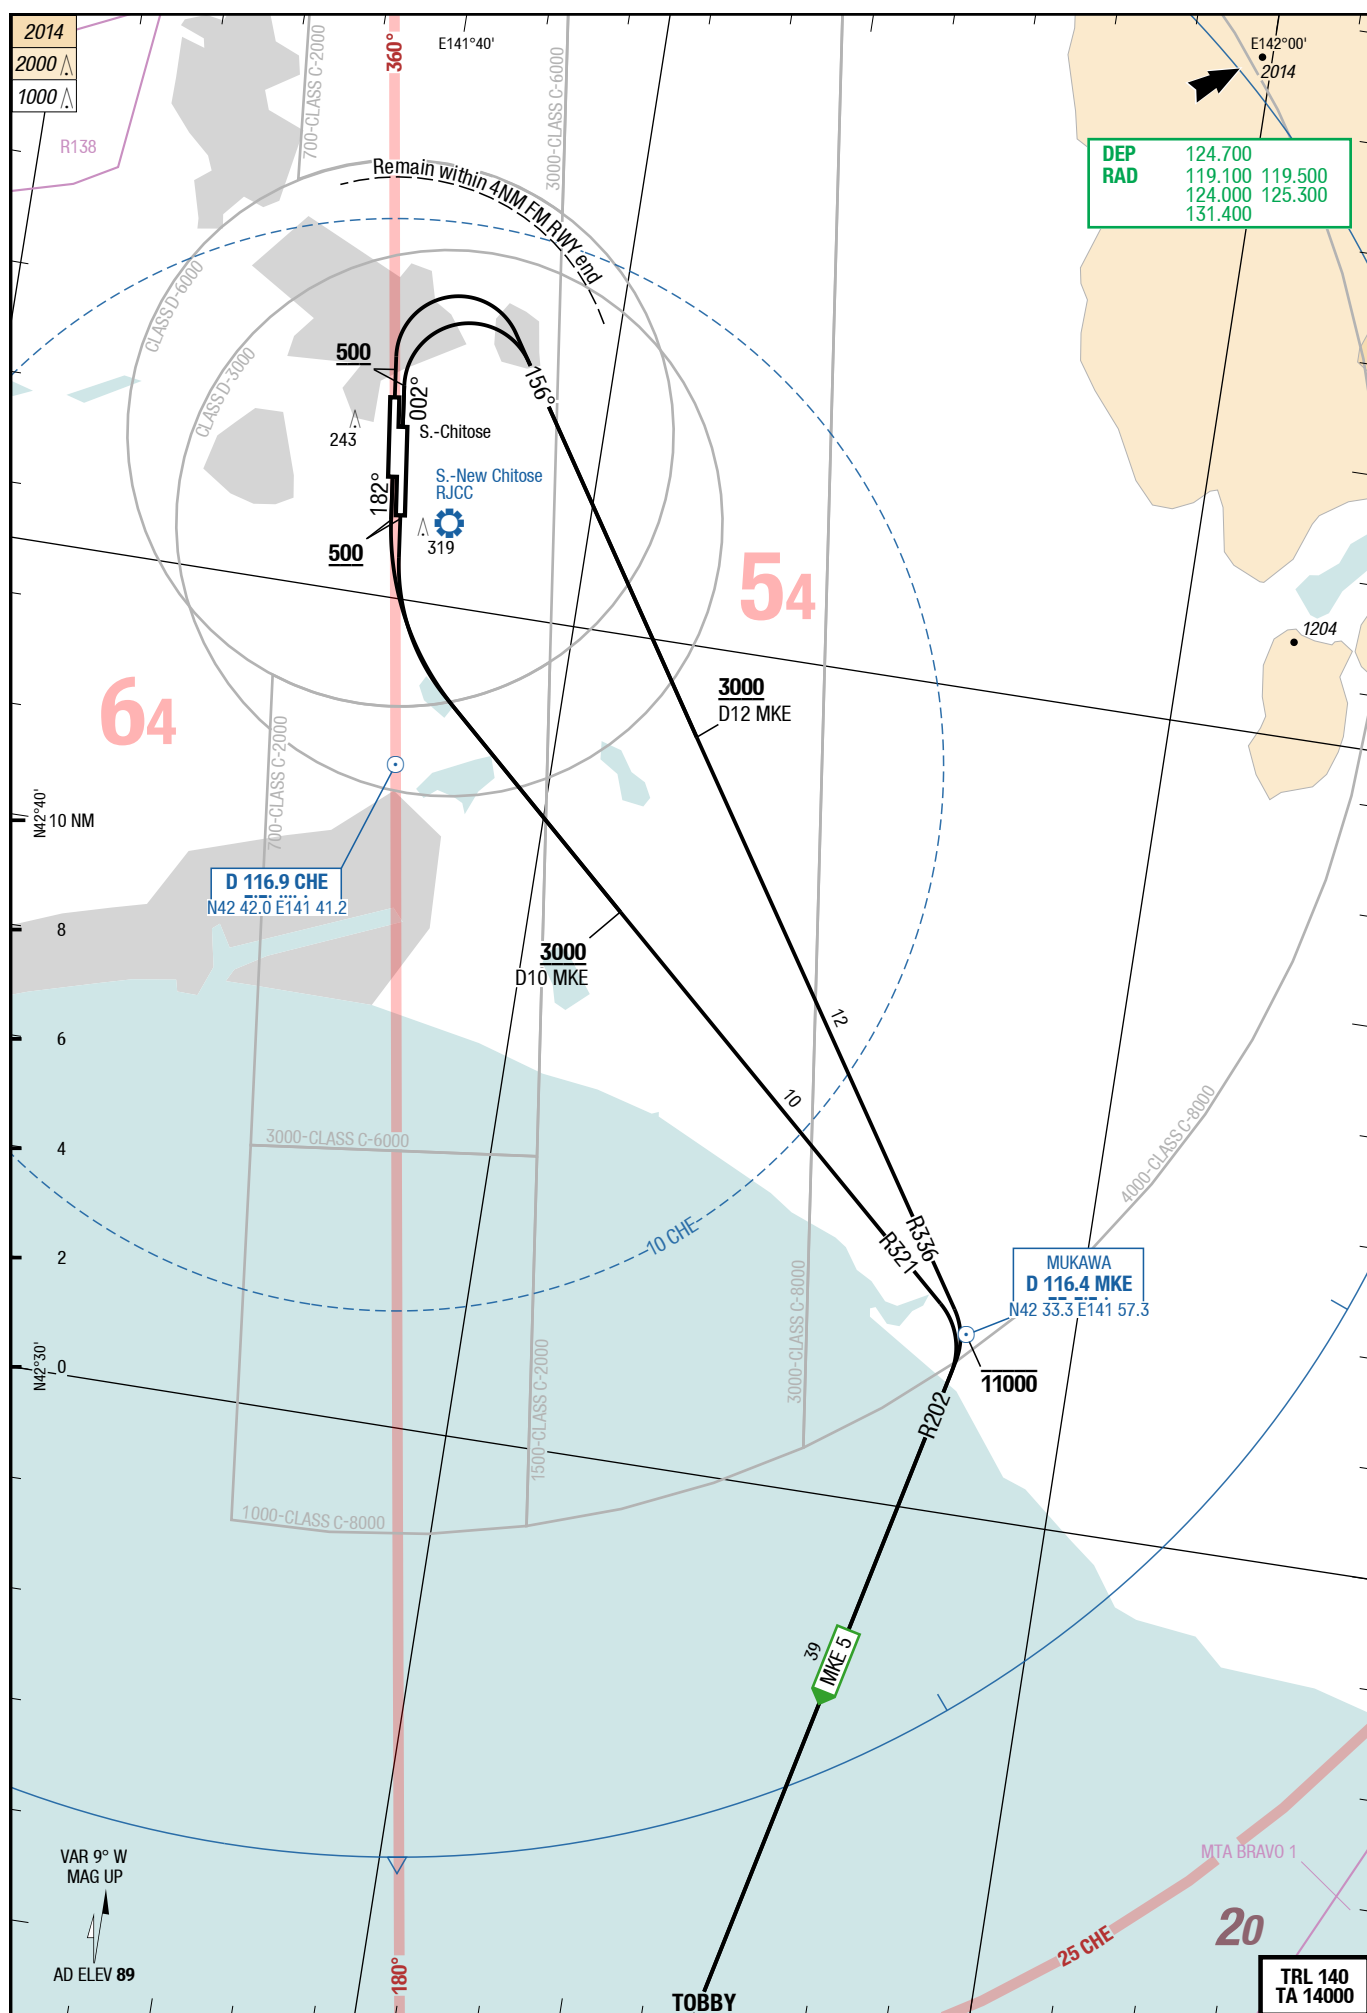 2014
2000
1000
R138
360°
E141°40'
E142°00'
2014
700-CLASS C-2000
3000-CLASS C-6000
DEP 124.700
RAD 119.100 119.500
124.000 125.300
131.400
Remain within 4NM FM RWY end
CLASS D-6000
CLASS D-3000
500
002°
156°
243
S.-Chitose
182°
S.-New Chitose
RJCC
319
500
54
1204
64
3000
D12 MKE
700-CLASS C-2000
N42°40'
10 NM
D 116.9 CHE
N42 42.0 E141 41.2
8
3000
D10 MKE
6
12
10
4
3000-CLASS C-6000
4000-CLASS C-8000
2
10 CHE
R336
R321
MUKAWA
D 116.4 MKE
N42 33.3 E141 57.3
3000-CLASS C-8000
N42°30'
0
11000
1500-CLASS C-2000
R202
1000-CLASS C-8000
39
MKE 5
VAR 9° W
MAG UP
MTA BRAVO 1
20
25 CHE
AD ELEV 89
180°
TRL 140
TA 14000
TOBBY